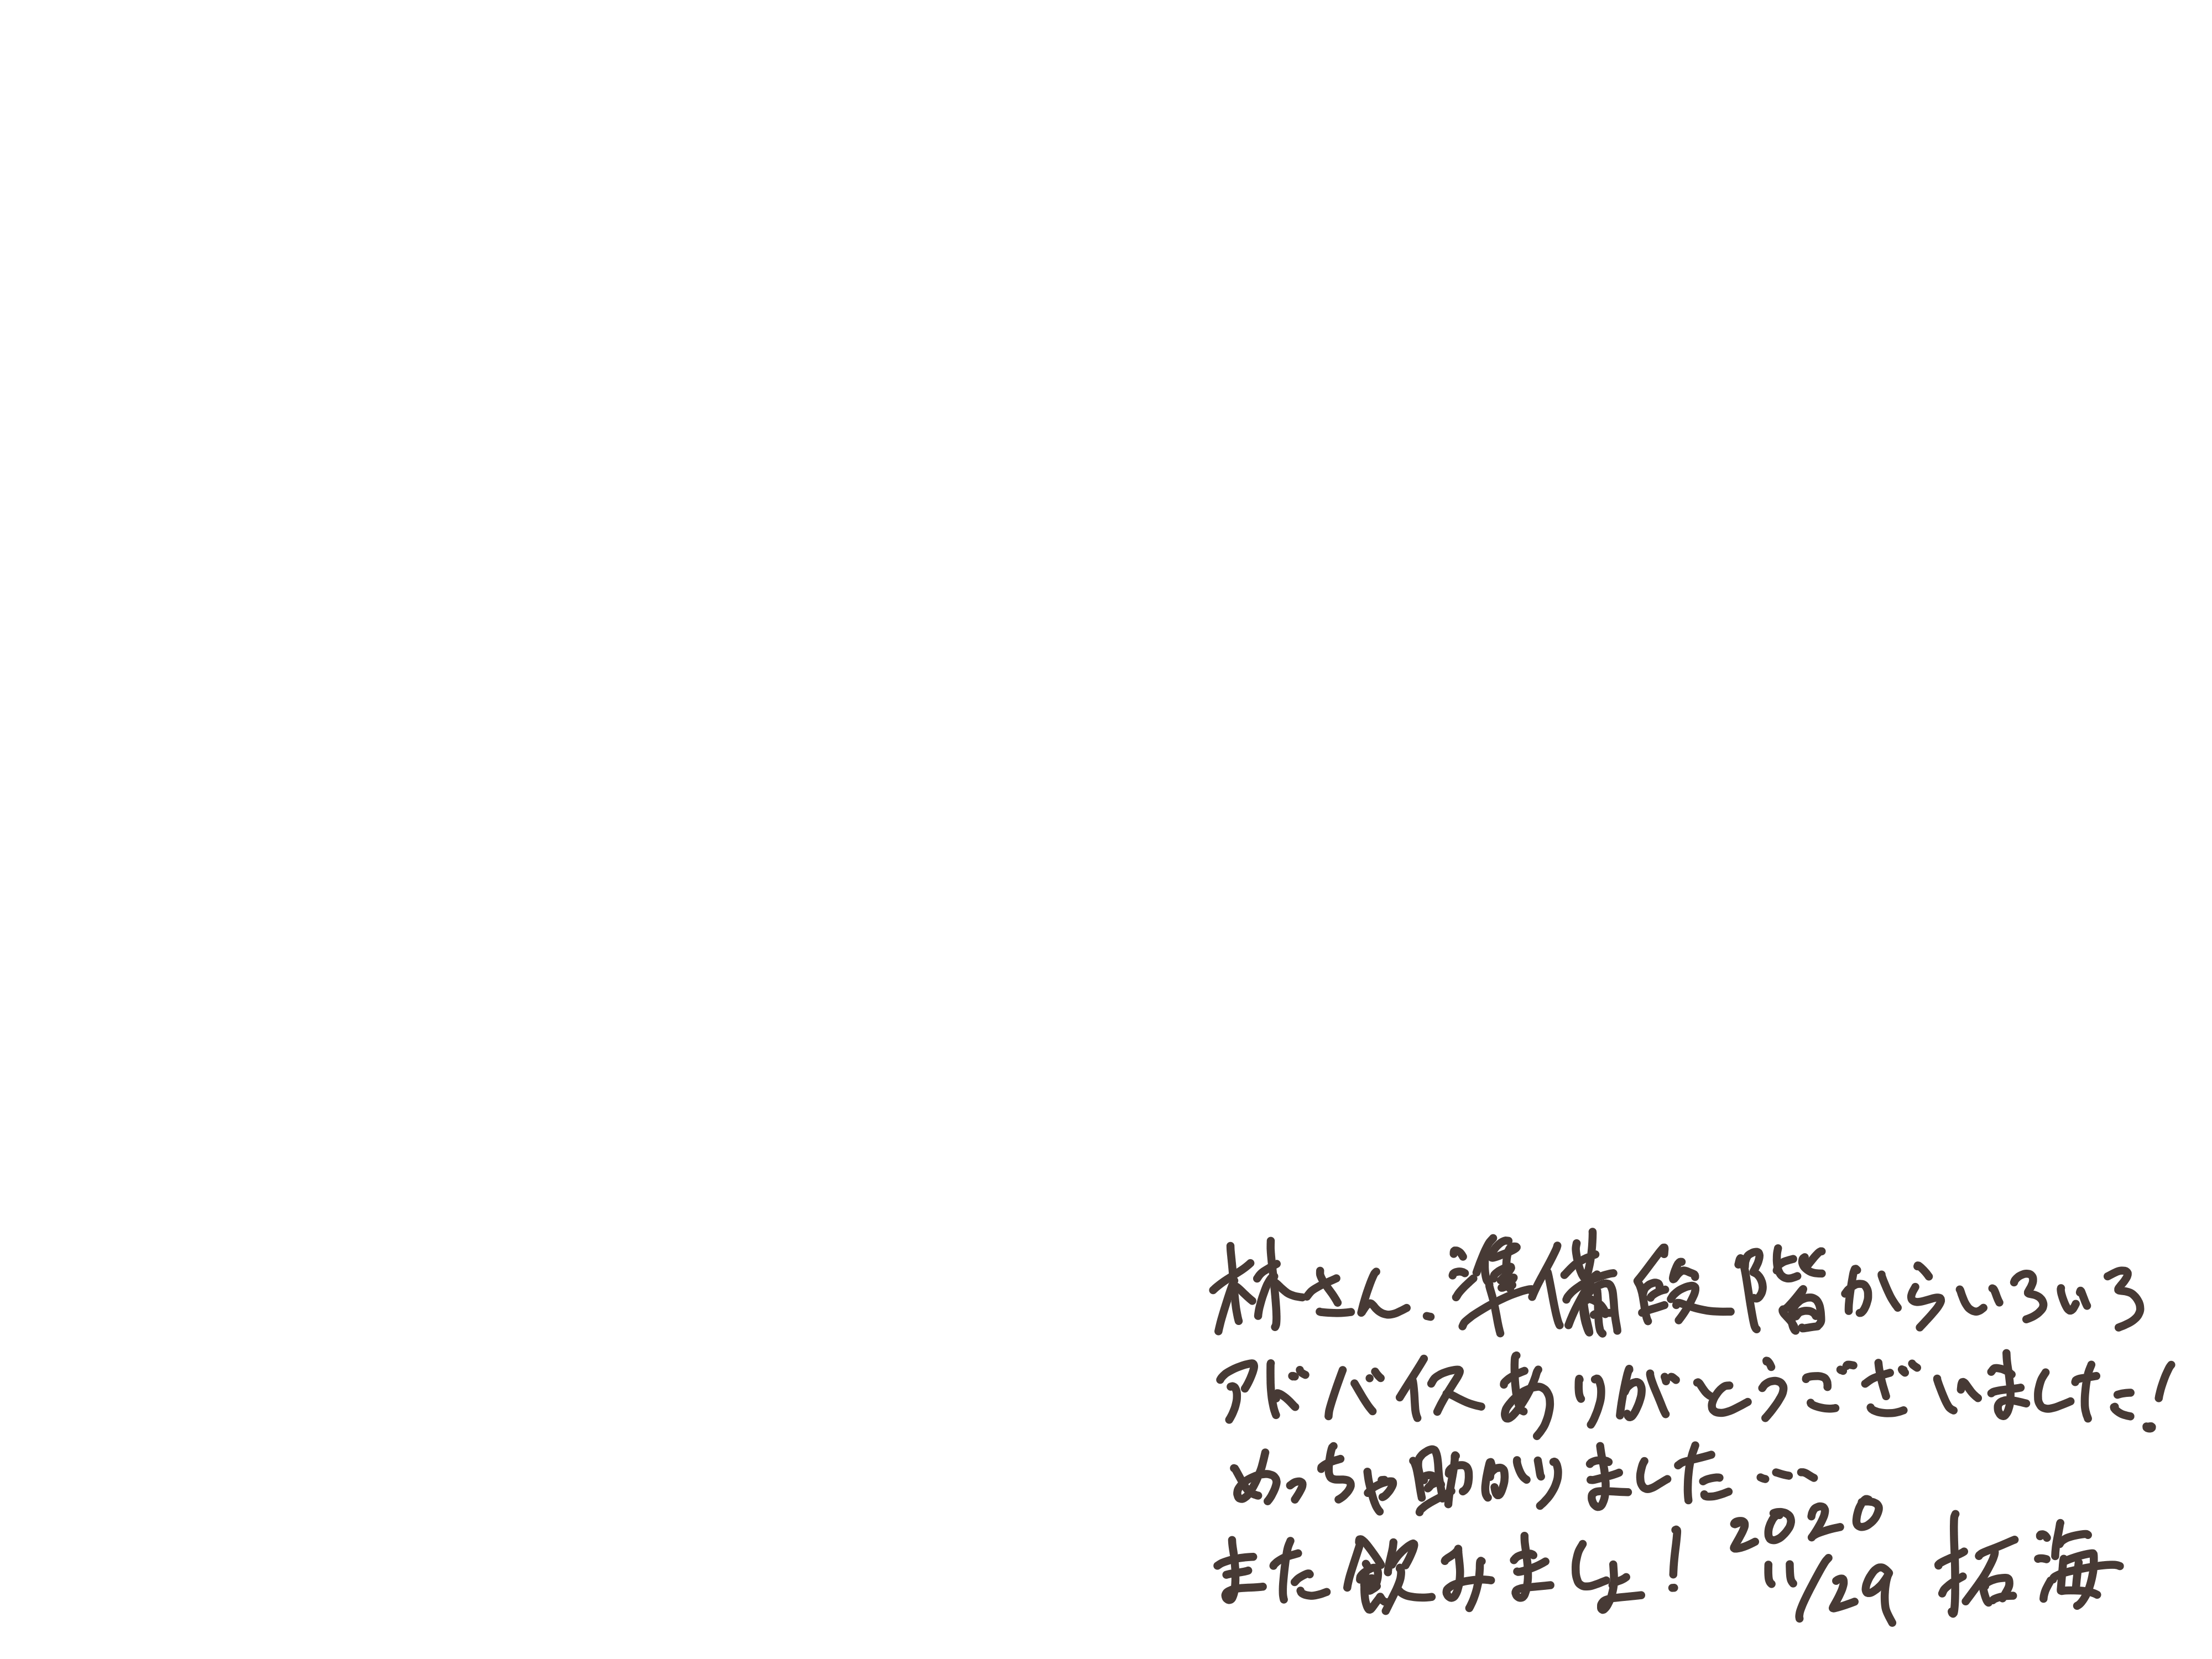 林さん、準備段階からいろいろ
アドバイスありがとうございました!
めっちゃ助かりました…
また飲みましょ! 2020 11/29 拓海